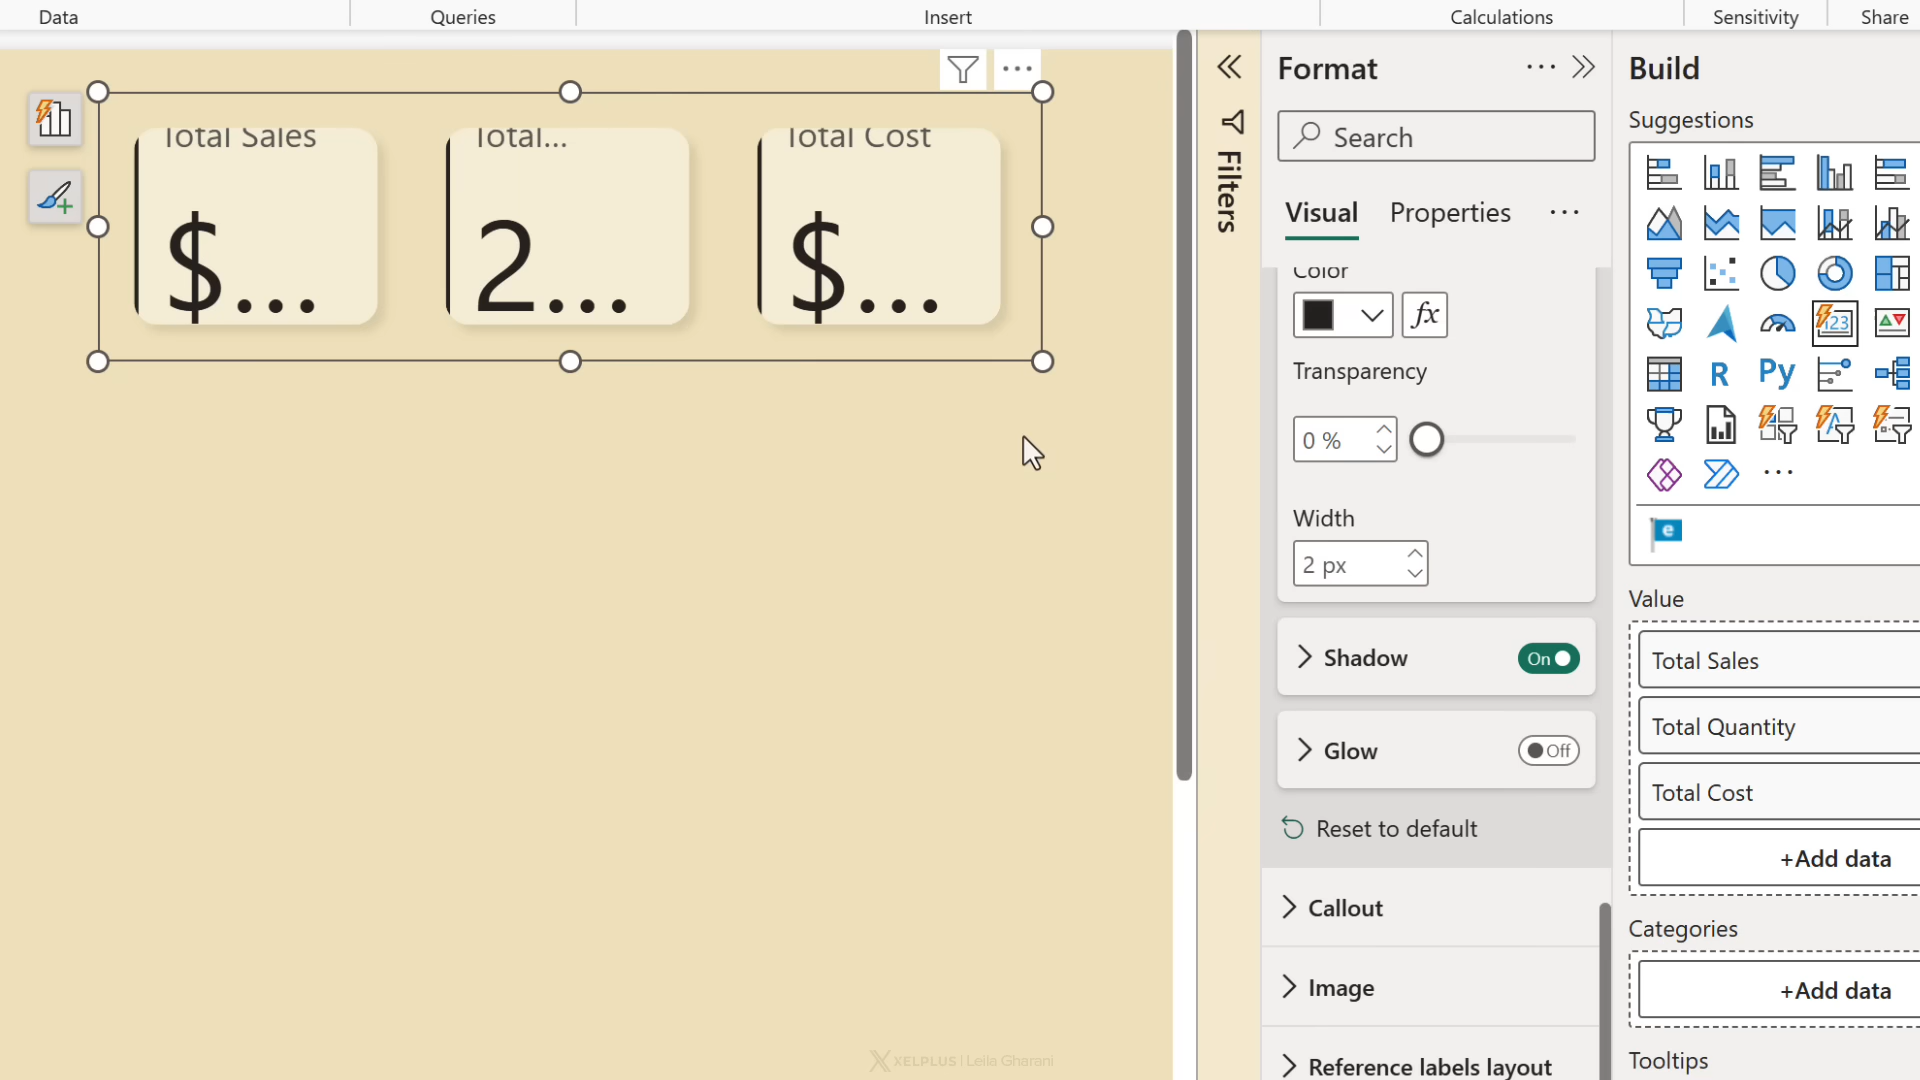 Data
Queries
Insert
Calculations
Sensitivity
Share
Total Sales
$...
Total...
2...
Total Cost
$...
Filters
Format
Search
Visual
Properties
Color
fx
Transparency
0 %
Width
2 px
Shadow
On
Glow
Off
Reset to default
Callout
Image
Reference labels layout
Build
Suggestions
123
R
Py
A
e
Value
Total Sales
Total Quantity
Total Cost
+Add data
Categories
+Add data
Tooltips
XELPLUS | Leila Gharani